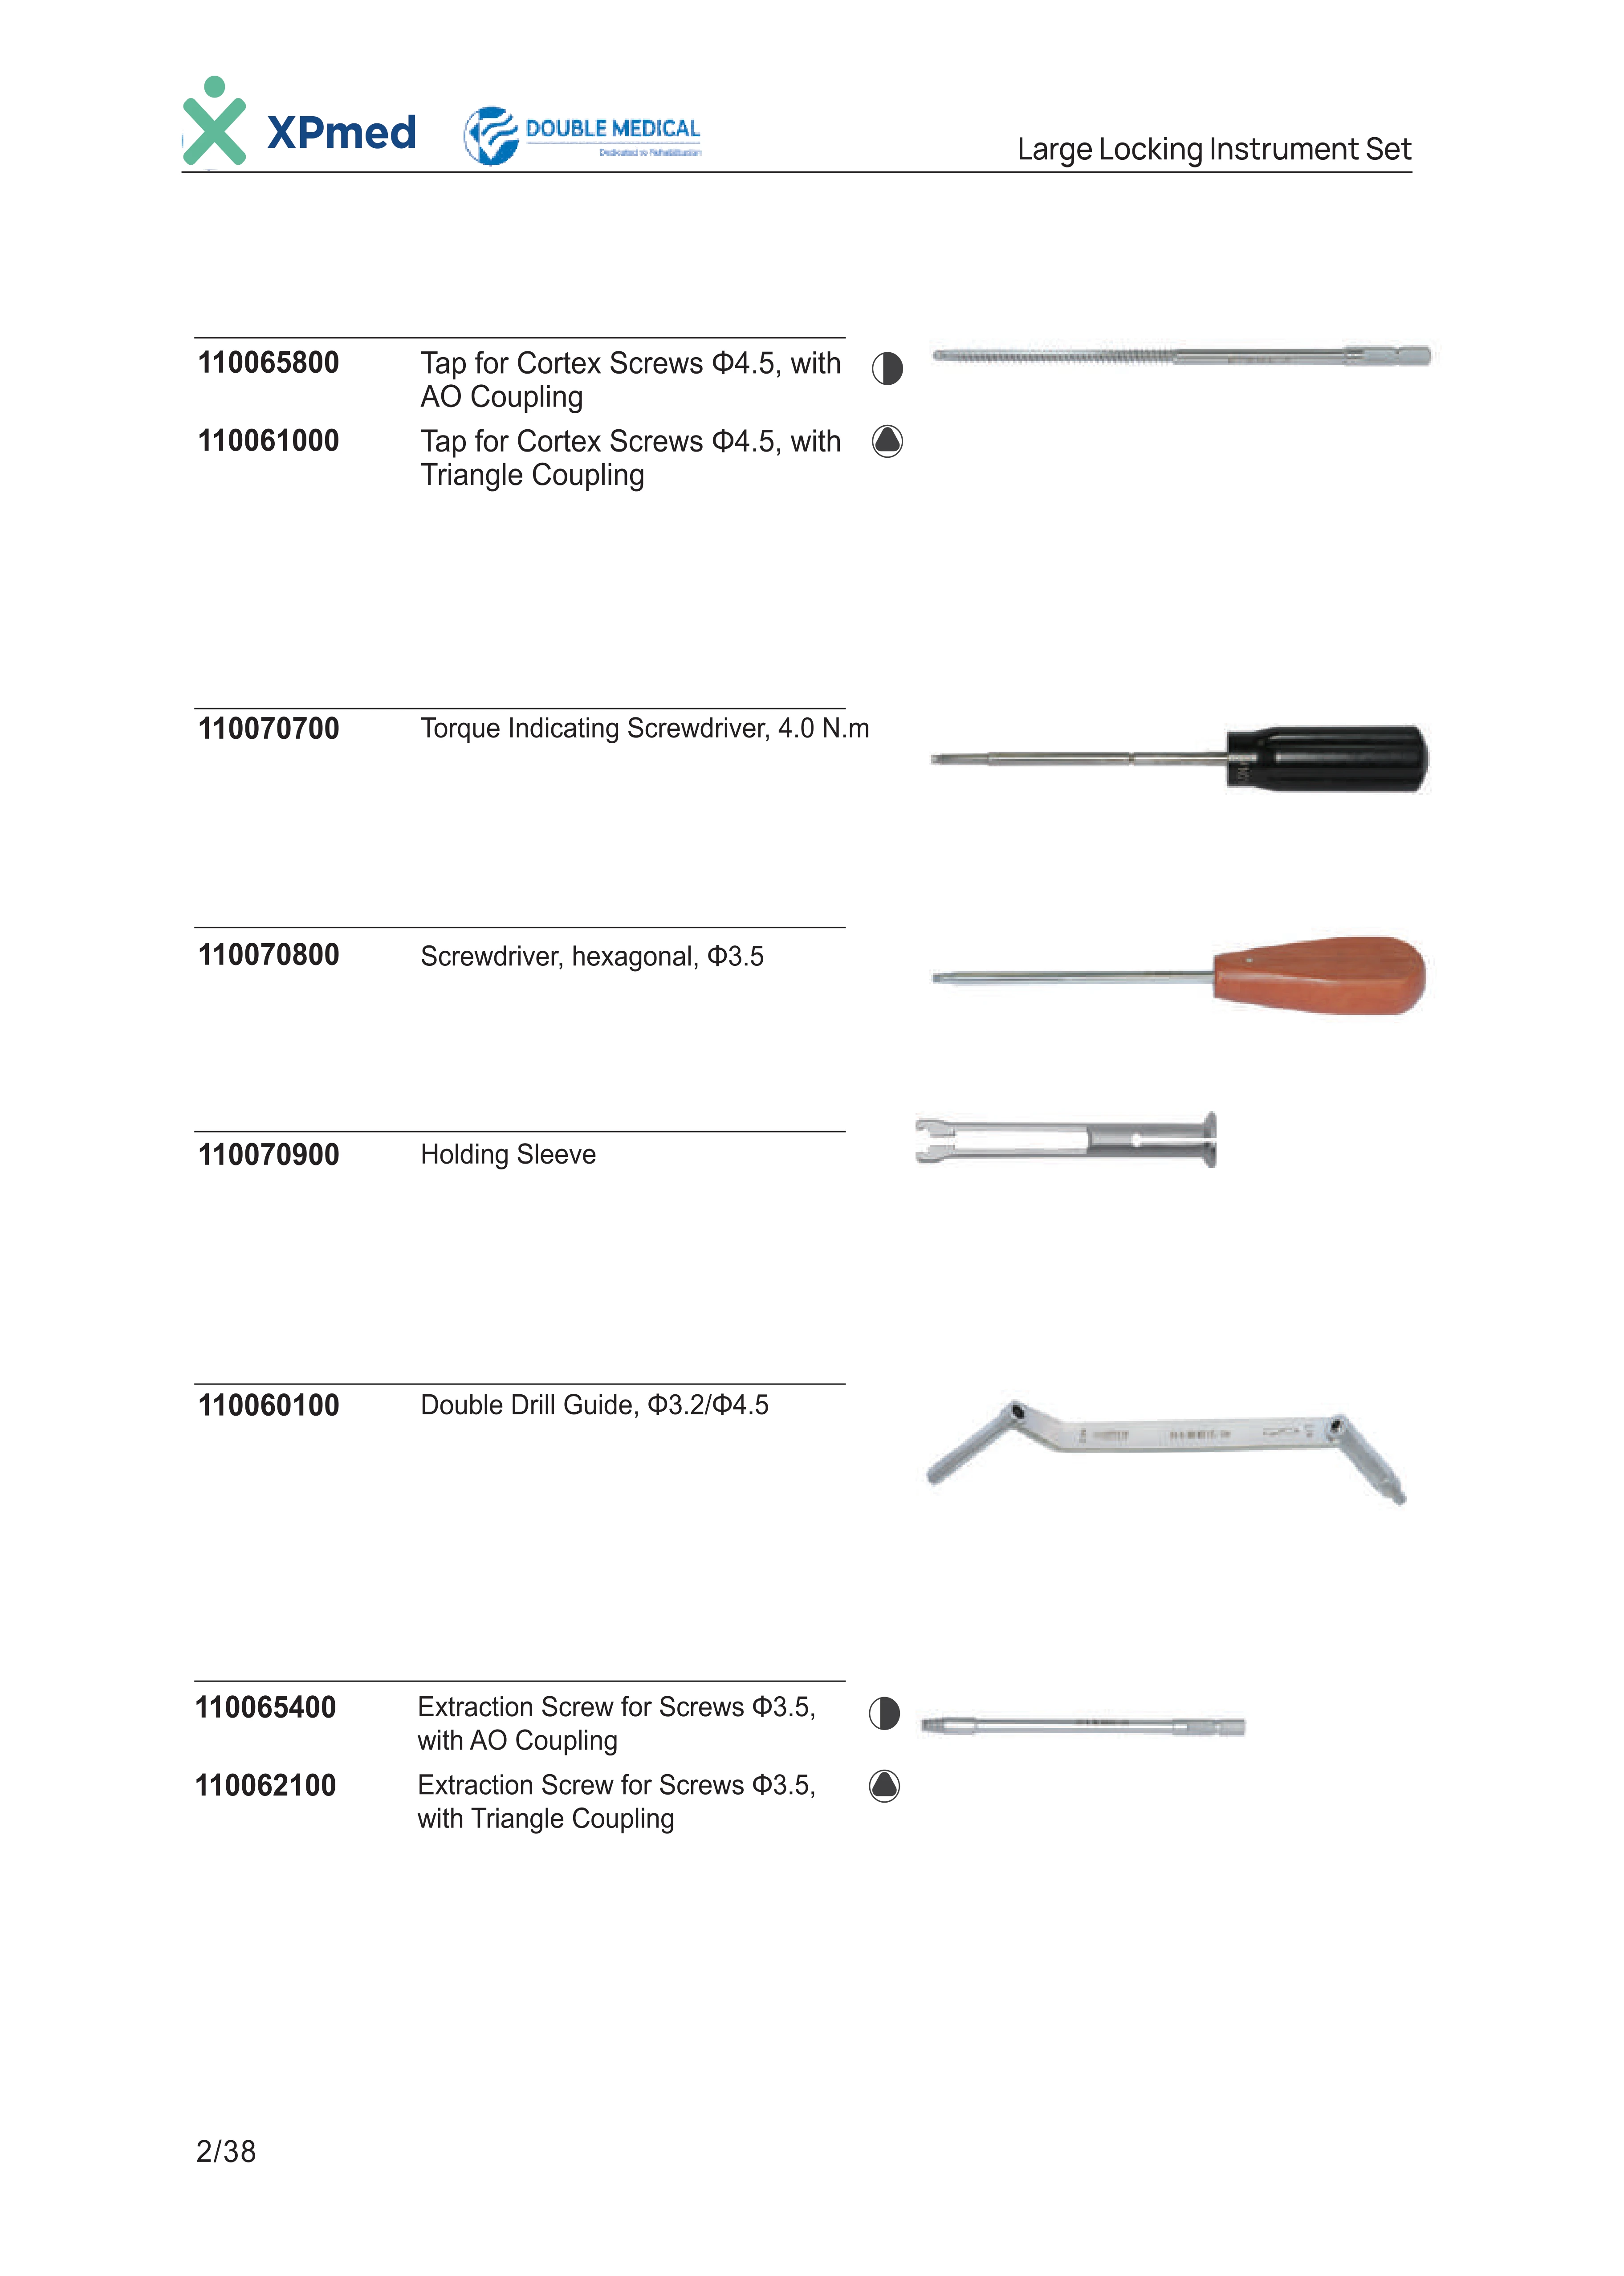 XPmed
DOUBLE MEDICAL
Dedicated to Rehabilitation
Large Locking Instrument Set
110065800 Tap for Cortex Screws Φ4.5, with
AO Coupling
110061000 Tap for Cortex Screws Φ4.5, with
Triangle Coupling
110070700 Torque Indicating Screwdriver, 4.0 N.m
110070800 Screwdriver, hexagonal, Φ3.5
110070900 Holding Sleeve
110060100 Double Drill Guide, Φ3.2/Φ4.5
110065400 Extraction Screw for Screws Φ3.5,
with AO Coupling
110062100 Extraction Screw for Screws Φ3.5,
with Triangle Coupling
2/38